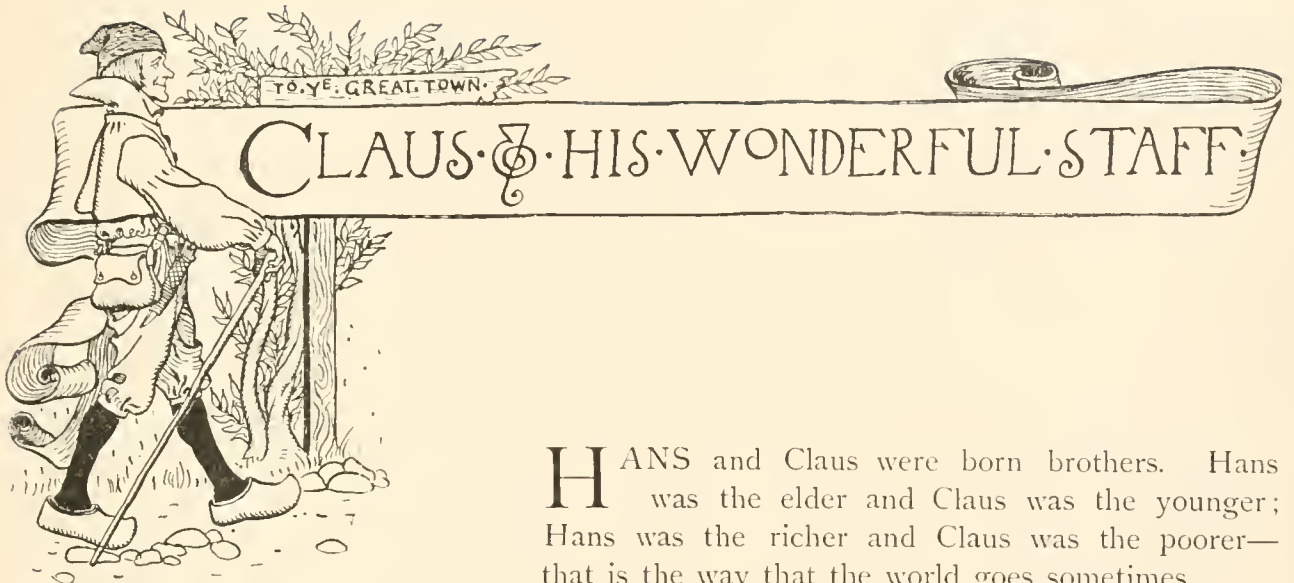 TO·YE·GREAT·TOWN·
CLAUS·&·HIS·WONDERFUL·STAFF·
HANS and Claus were born brothers. Hans
was the elder and Claus was the younger;
Hans was the richer and Claus was the poorer—
that is the way that the world goes sometimes.